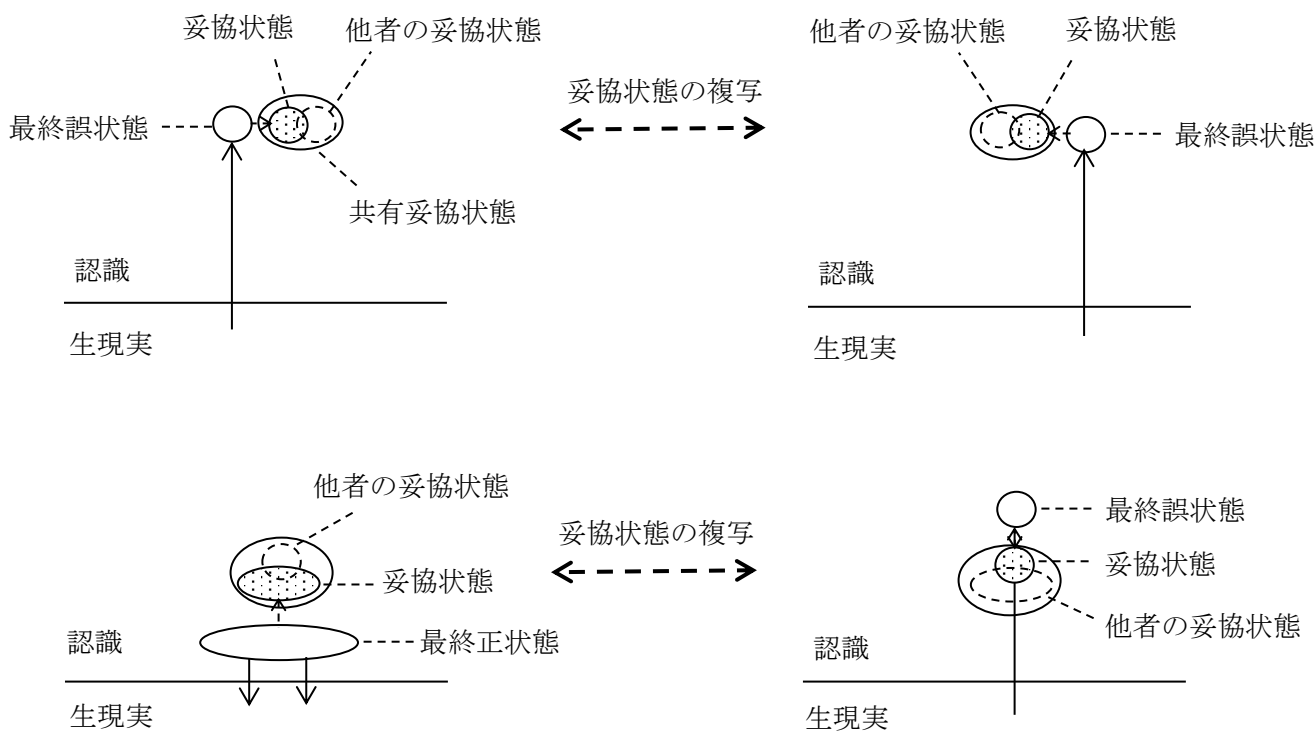 妥協状態
他者の妥協状態
最終誤状態
共有妥協状態
認識
生現実
妥協状態の複写
他者の妥協状態
妥協状態
最終誤状態
認識
生現実
他者の妥協状態
妥協状態
最終正状態
認識
生現実
妥協状態の複写
最終誤状態
妥協状態
他者の妥協状態
認識
生現実